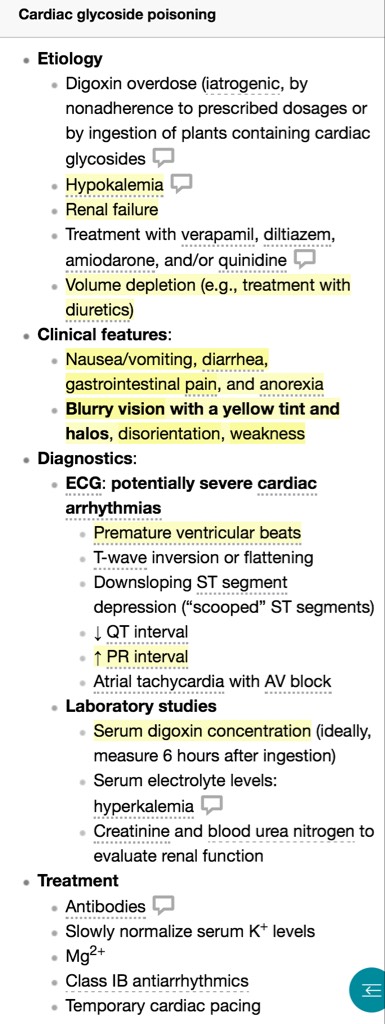 Cardiac glycoside poisoning
Etiology
Digoxin overdose (iatrogenic, by
nonadherence to prescribed dosages or
by ingestion of plants containing cardiac
glycosides
Hypokalemia
Renal failure
Treatment with verapamil, diltiazem,
amiodarone, and/or quinidine
Volume depletion (e.g., treatment with
diuretics)
Clinical features:
Nausea/vomiting, diarrhea,
gastrointestinal pain, and anorexia
Blurry vision with a yellow tint and
halos, disorientation, weakness
Diagnostics:
ECG: potentially severe cardiac
arrhythmias
Premature ventricular beats
T-wave inversion or flattening
Downsloping ST segment
depression (“scooped” ST segments)
↓ QT interval
↑ PR interval
Atrial tachycardia with AV block
Laboratory studies
Serum digoxin concentration (ideally,
measure 6 hours after ingestion)
Serum electrolyte levels:
hyperkalemia
Creatinine and blood urea nitrogen to
evaluate renal function
Treatment
Antibodies
Slowly normalize serum K⁺ levels
Mg²⁺
Class IB antiarrhythmics
Temporary cardiac pacing